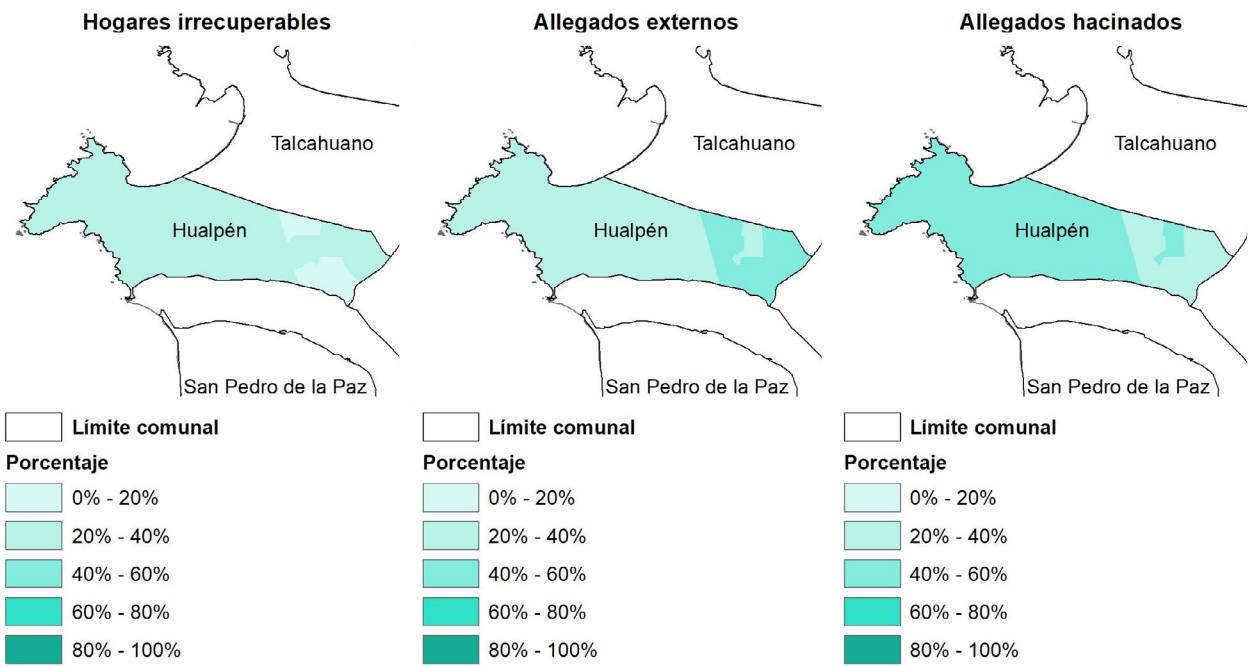 Hogares irrecuperables
Talcahuano
Hualpén
San Pedro de la Paz
Límite comunal
Porcentaje
0% - 20%
20% - 40%
40% - 60%
60% - 80%
80% - 100%
Allegados externos
Talcahuano
Hualpén
San Pedro de la Paz
Límite comunal
Porcentaje
0% - 20%
20% - 40%
40% - 60%
60% - 80%
80% - 100%
Allegados hacinados
Talcahuano
Hualpén
San Pedro de la Paz
Límite comunal
Porcentaje
0% - 20%
20% - 40%
40% - 60%
60% - 80%
80% - 100%